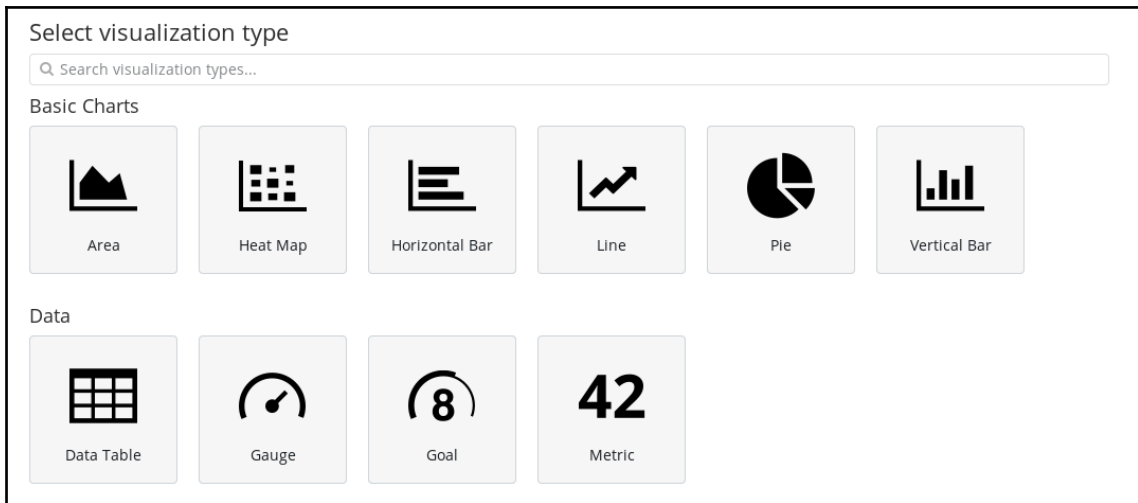 Select visualization type
Search visualization types...
Basic Charts
Area
Heat Map
Horizontal Bar
Line
Pie
Vertical Bar
Data
8
42
Data Table
Gauge
Goal
Metric